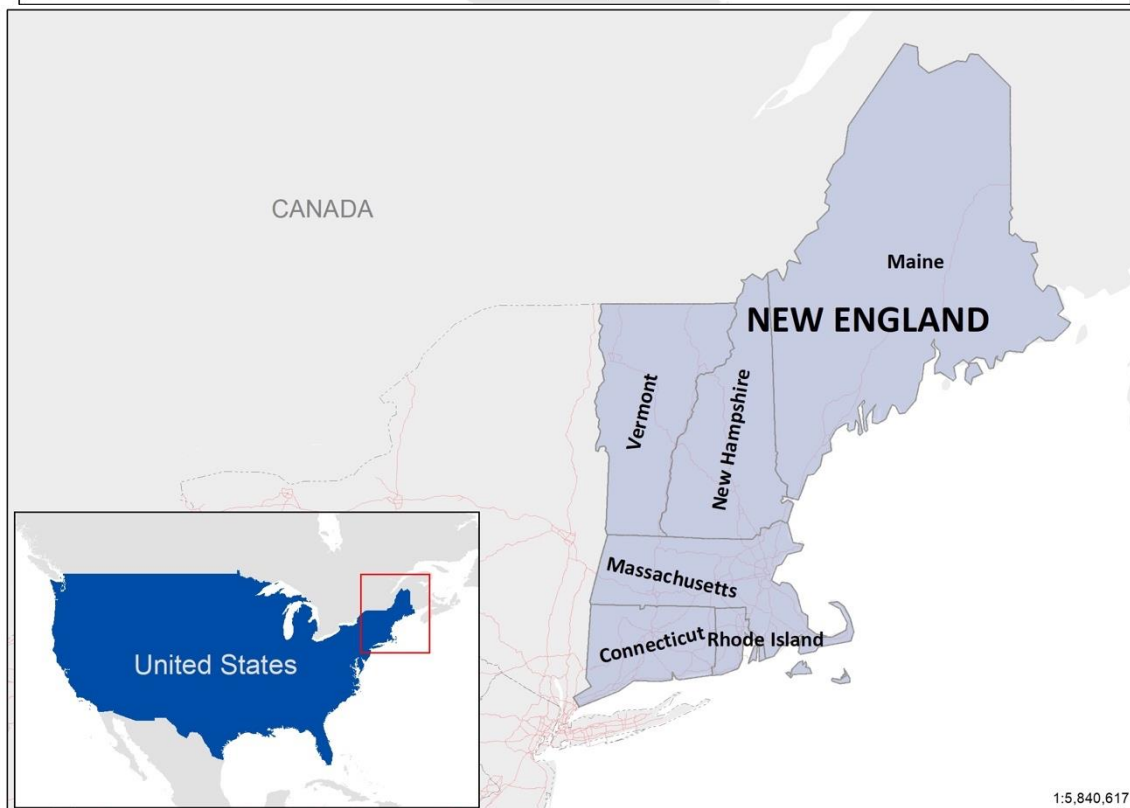 CANADA
Maine
NEW ENGLAND
Vermont
New Hampshire
Massachusetts
Connecticut
Rhode Island
United States
1:5,840,617